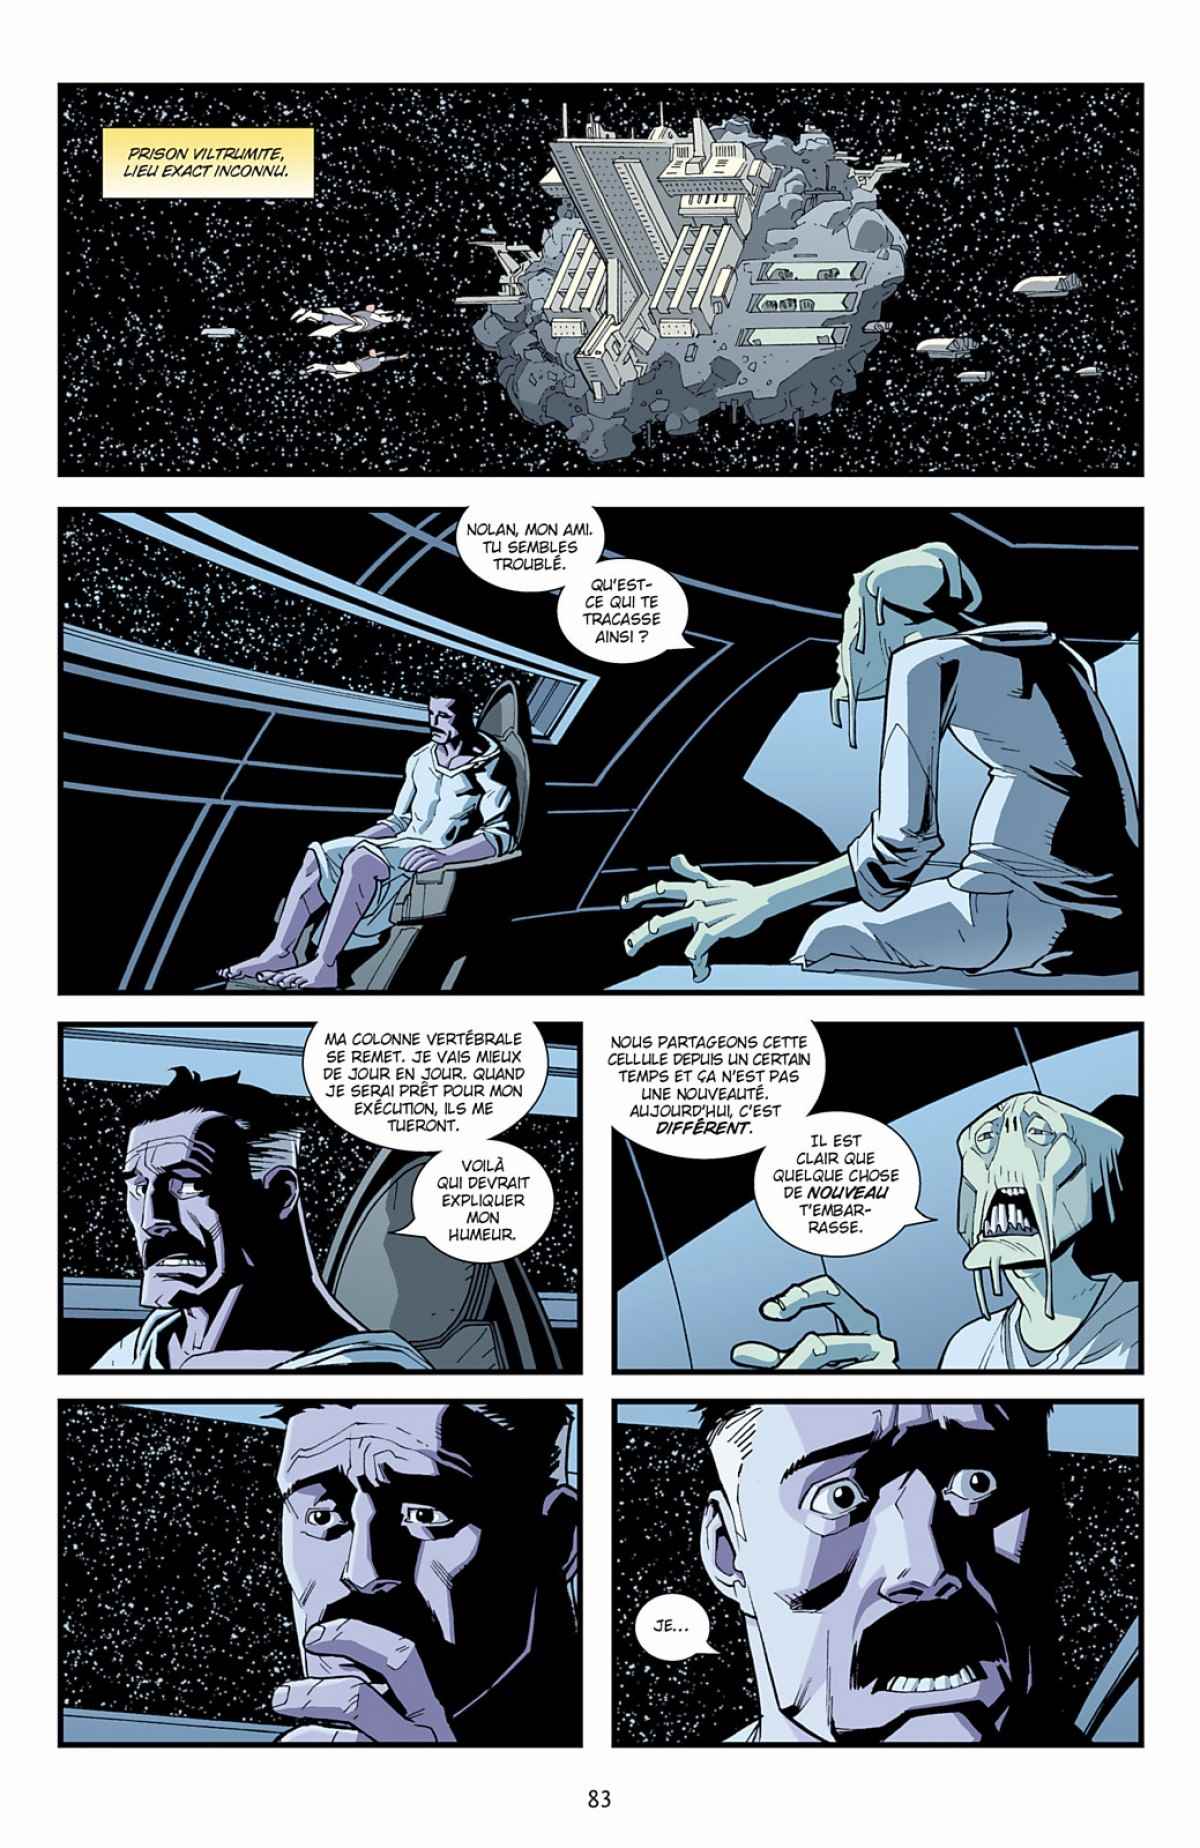 PRISON VILTRUMITE,
LIEU EXACT INCONNU.
NOLAN, MON AMI.
TU SEMBLES
TROUBLÉ.
QU'EST-
CE QUI TE
TRACASSE
AINSI ?
MA COLONNE VERTÉBRALE
SE REMET. JE VAIS MIEUX
DE JOUR EN JOUR. QUAND
JE SERAI PRÊT POUR MON
EXÉCUTION, ILS ME
TUERONT.
VOILÀ
QUI DEVRAIT
EXPLIQUER
MON
HUMEUR.
NOUS PARTAGEONS CETTE
CELLULE DEPUIS UN CERTAIN
TEMPS ET ÇA N'EST PAS
UNE NOUVEAUTÉ.
AUJOURD'HUI, C'EST
DIFFÉRENT.
IL EST
CLAIR QUE
QUELQUE CHOSE
DE NOUVEAU
T'EMBAR-
RASSE.
JE...
83